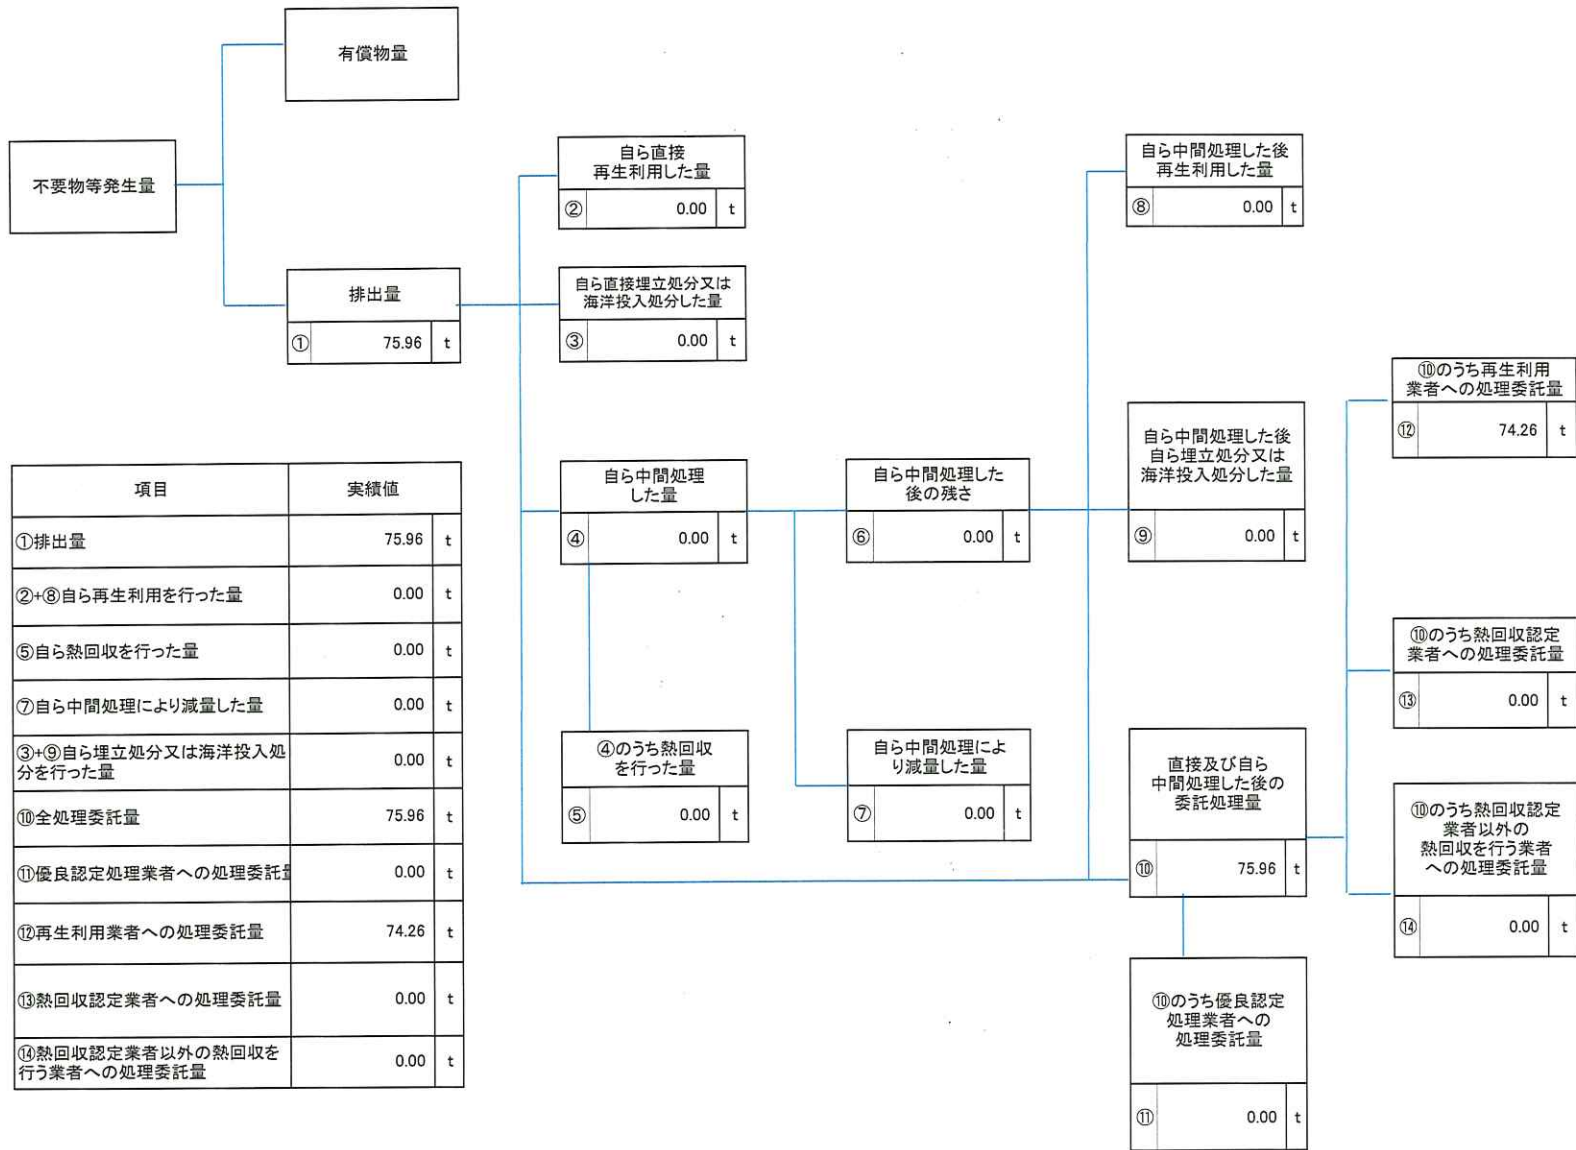 有償物量
不要物等発生量
排出量
① 75.96 t
自ら直接
再生利用した量
② 0.00 t
自ら直接埋立処分又は
海洋投入処分した量
③ 0.00 t
自ら中間処理
した量
④ 0.00 t
④のうち熱回収
を行った量
⑤ 0.00 t
自ら中間処理した
後の残さ
⑥ 0.00 t
自ら中間処理によ
り減量した量
⑦ 0.00 t
自ら中間処理した後
再生利用した量
⑧ 0.00 t
自ら中間処理した後
自ら埋立処分又は
海洋投入処分した量
⑨ 0.00 t
直接及び自ら
中間処理した後の
委託処理量
⑩ 75.96 t
⑩のうち優良認定
処理業者への
処理委託量
⑪ 0.00 t
⑩のうち再生利用
業者への処理委託量
⑫ 74.26 t
⑩のうち熱回収認定
業者への処理委託量
⑬ 0.00 t
⑩のうち熱回収認定
業者以外の
熱回収を行う業者
への処理委託量
⑭ 0.00 t
項目 実績値
①排出量 75.96 t
②+⑧自ら再生利用を行った量 0.00 t
⑤自ら熱回収を行った量 0.00 t
⑦自ら中間処理により減量した量 0.00 t
③+⑨自ら埋立処分又は海洋投入処
分を行った量 0.00 t
⑩全処理委託量 75.96 t
⑪優良認定処理業者への処理委託量 0.00 t
⑫再生利用業者への処理委託量 74.26 t
⑬熱回収認定業者への処理委託量 0.00 t
⑭熱回収認定業者以外の熱回収を
行う業者への処理委託量 0.00 t